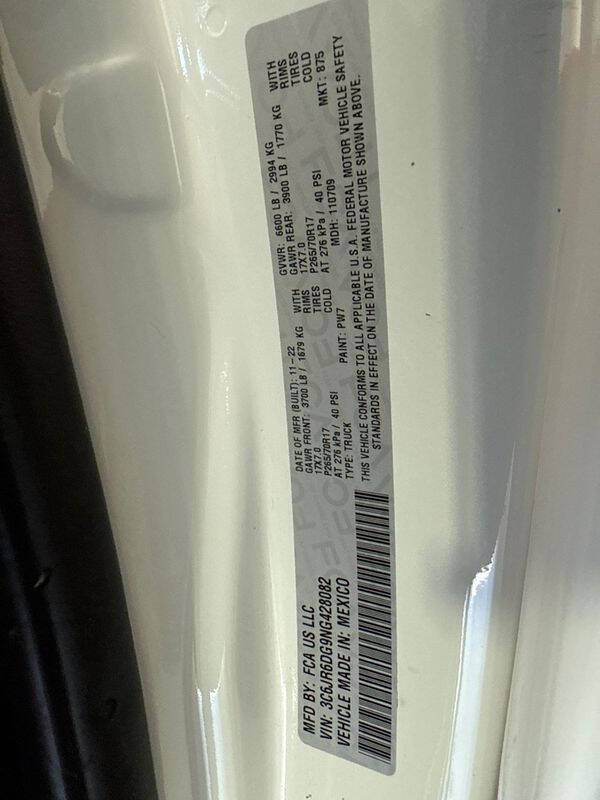 MFD BY: FCA US LLC
VIN: 3C6JR6DG9NG428082
VEHICLE MADE IN: MEXICO
DATE OF MFR (BUILT): 11-22
GAWR FRONT: 3700 LB / 1679 KG WITH
17X7.0 RIMS
P265/70R17 TIRES
AT 276 kPa / 40 PSI COLD
TYPE: TRUCK PAINT: PW7
GVWR: 6600 LB / 2994 KG
GAWR REAR: 3900 LB / 1770 KG WITH
17X7.0 RIMS
P265/70R17 TIRES
AT 276 kPa / 40 PSI COLD
MDH: 110709 MKT: 875
THIS VEHICLE CONFORMS TO ALL APPLICABLE U.S.A. FEDERAL MOTOR VEHICLE SAFETY
STANDARDS IN EFFECT ON THE DATE OF MANUFACTURE SHOWN ABOVE.